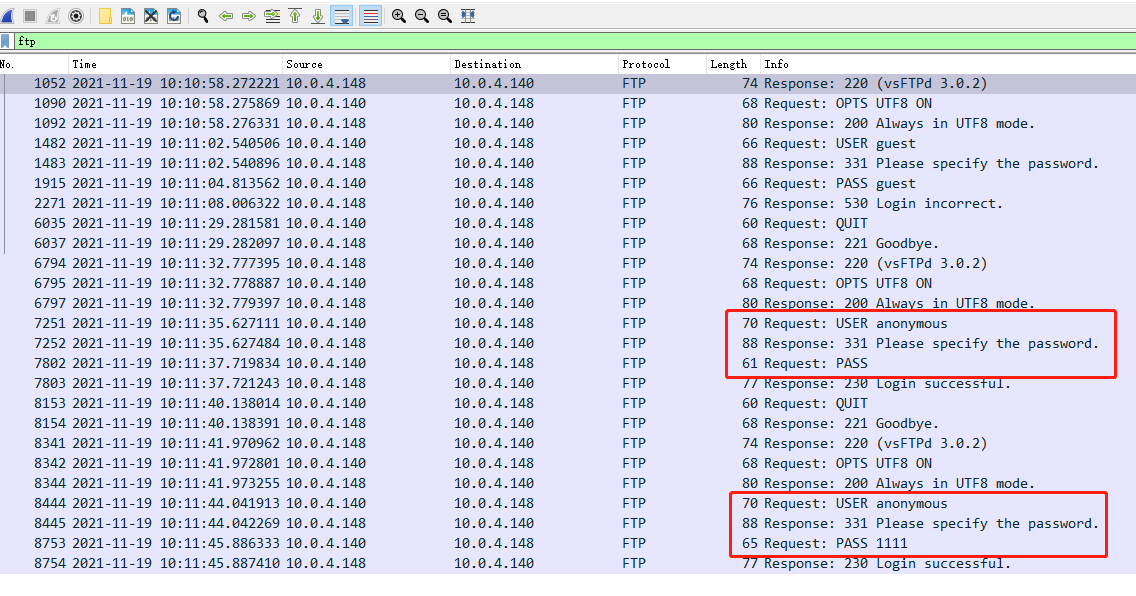 ftp
No. Time Source Destination Protocol Length Info
1052 2021-11-19 10:10:58.272221 10.0.4.148 10.0.4.140 FTP 74 Response: 220 (vsFTPd 3.0.2)
1090 2021-11-19 10:10:58.275869 10.0.4.140 10.0.4.148 FTP 68 Request: OPTS UTF8 ON
1092 2021-11-19 10:10:58.276331 10.0.4.148 10.0.4.140 FTP 80 Response: 200 Always in UTF8 mode.
1482 2021-11-19 10:11:02.540506 10.0.4.140 10.0.4.148 FTP 66 Request: USER guest
1483 2021-11-19 10:11:02.540896 10.0.4.148 10.0.4.140 FTP 88 Response: 331 Please specify the password.
1915 2021-11-19 10:11:04.813562 10.0.4.140 10.0.4.148 FTP 66 Request: PASS guest
2271 2021-11-19 10:11:08.006322 10.0.4.148 10.0.4.140 FTP 76 Response: 530 Login incorrect.
6035 2021-11-19 10:11:29.281581 10.0.4.140 10.0.4.148 FTP 60 Request: QUIT
6037 2021-11-19 10:11:29.282097 10.0.4.148 10.0.4.140 FTP 68 Response: 221 Goodbye.
6794 2021-11-19 10:11:32.777395 10.0.4.148 10.0.4.140 FTP 74 Response: 220 (vsFTPd 3.0.2)
6795 2021-11-19 10:11:32.778887 10.0.4.140 10.0.4.148 FTP 68 Request: OPTS UTF8 ON
6797 2021-11-19 10:11:32.779397 10.0.4.148 10.0.4.140 FTP 80 Response: 200 Always in UTF8 mode.
7251 2021-11-19 10:11:35.627111 10.0.4.140 10.0.4.148 FTP 70 Request: USER anonymous
7252 2021-11-19 10:11:35.627484 10.0.4.148 10.0.4.140 FTP 88 Response: 331 Please specify the password.
7802 2021-11-19 10:11:37.719834 10.0.4.140 10.0.4.148 FTP 61 Request: PASS
7803 2021-11-19 10:11:37.721243 10.0.4.148 10.0.4.140 FTP 77 Response: 230 Login successful.
8153 2021-11-19 10:11:40.138014 10.0.4.140 10.0.4.148 FTP 60 Request: QUIT
8154 2021-11-19 10:11:40.138391 10.0.4.148 10.0.4.140 FTP 68 Response: 221 Goodbye.
8341 2021-11-19 10:11:41.970962 10.0.4.148 10.0.4.140 FTP 74 Response: 220 (vsFTPd 3.0.2)
8342 2021-11-19 10:11:41.972801 10.0.4.140 10.0.4.148 FTP 68 Request: OPTS UTF8 ON
8344 2021-11-19 10:11:41.973255 10.0.4.148 10.0.4.140 FTP 80 Response: 200 Always in UTF8 mode.
8444 2021-11-19 10:11:44.041913 10.0.4.140 10.0.4.148 FTP 70 Request: USER anonymous
8445 2021-11-19 10:11:44.042269 10.0.4.148 10.0.4.140 FTP 88 Response: 331 Please specify the password.
8753 2021-11-19 10:11:45.886333 10.0.4.140 10.0.4.148 FTP 65 Request: PASS 1111
8754 2021-11-19 10:11:45.887410 10.0.4.148 10.0.4.140 FTP 77 Response: 230 Login successful.